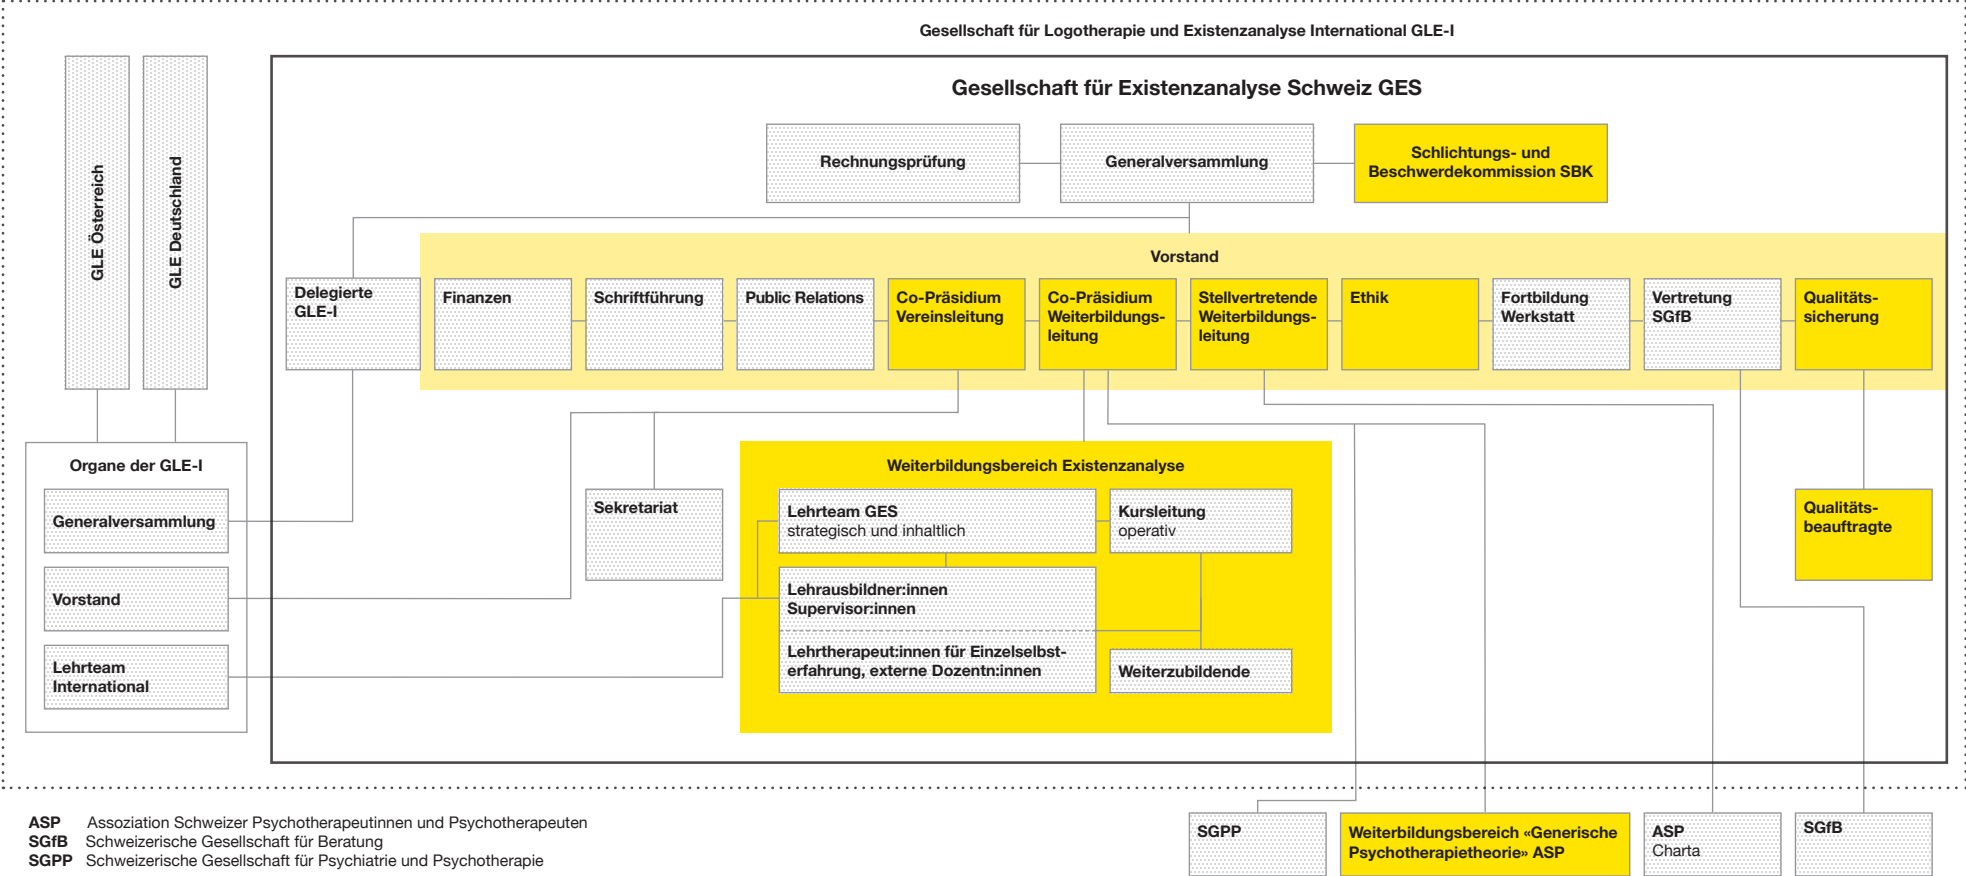 Gesellschaft für Logotherapie und Existenzanalyse International GLE-I
GLE Österreich
GLE Deutschland
Gesellschaft für Existenzanalyse Schweiz GES
Rechnungsprüfung
Generalversammlung
Schlichtungs- und
Beschwerdekommission SBK
Vorstand
Delegierte
GLE-I
Finanzen
Schriftführung
Public Relations
Co-Präsidium
Vereinsleitung
Co-Präsidium
Weiterbildungs-
leitung
Stellvertretende
Weiterbildungs-
leitung
Ethik
Fortbildung
Werkstatt
Vertretung
SGfB
Qualitäts-
sicherung
Organe der GLE-I
Generalversammlung
Vorstand
Lehrteam
International
Sekretariat
Weiterbildungsbereich Existenzanalyse
Lehrteam GES
strategisch und inhaltlich
Kursleitung
operativ
Lehrausbildner:innen
Supervisor:innen
Lehrtherapeut:innen für Einzelselbst-
erfahrung, externe Dozentn:innen
Weiterzubildende
Qualitäts-
beauftragte
SGPP
Weiterbildungsbereich «Generische
Psychotherapietheorie» ASP
ASP
Charta
SGfB
ASP Assoziation Schweizer Psychotherapeutinnen und Psychotherapeuten
SGfB Schweizerische Gesellschaft für Beratung
SGPP Schweizerische Gesellschaft für Psychiatrie und Psychotherapie